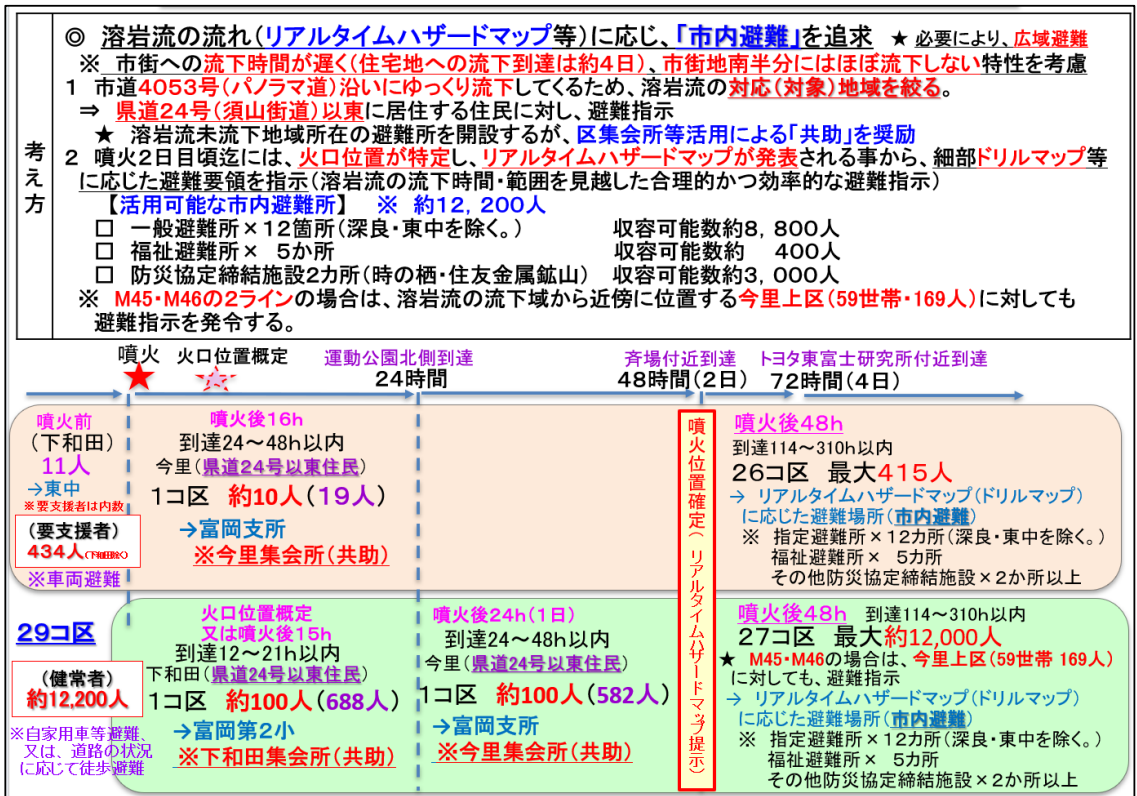 ◎ 溶岩流の流れ(リアルタイムハザードマップ等)に応じ、「市内避難」を追求 ★ 必要により、広域避難
※ 市街への流下時間が遅く(住宅地への流下到達は約4日)、市街地南半分にはほぼ流下しない特性を考慮
1 市道4053号(パノラマ道)沿いにゆっくり流下してくるため、溶岩流の対応(対象)地域を絞る。
⇒ 県道24号(須山街道)以東に居住する住民に対し、避難指示
★ 溶岩流未流下地域所在の避難所を開設するが、区集会所等活用による「共助」を奨励
考え方
2 噴火2日目頃迄には、火口位置が特定し、リアルタイムハザードマップが発表される事から、細部ドリルマップ等
に応じた避難要領を指示(溶岩流の流下時間・範囲を見越した合理的かつ効率的な避難指示)
【活用可能な市内避難所】 ※ 約12,200人
□ 一般避難所×12箇所(深良・東中を除く。) 収容可能数約8,800人
□ 福祉避難所× 5か所 収容可能数約 400人
□ 防災協定締結施設2カ所(時の栖・住友金属鉱山) 収容可能数約3,000人
※ M45・M46の2ラインの場合は、溶岩流の流下域から近傍に位置する今里上区(59世帯・169人)に対しても
避難指示を発令する。
噴火 火口位置概定 運動公園北側到達 斉場付近到達 トヨタ東富士研究所付近到達
24時間 48時間(2日) 72時間(4日)
噴火前
(下和田)
11人
→東中
※要支援者は内数
(要支援者)
434人(下和田除く)
※車両避難
噴火後16h
到達24~48h以内
今里(県道24号以東住民)
1コ区 約10人(19人)
→富岡支所
※今里集会所(共助)
噴火位置確定(リアルタイムハザードマップ提示)
噴火後48h
到達114~310h以内
26コ区 最大415人
→ リアルタイムハザードマップ(ドリルマップ)
に応じた避難場所(市内避難)
※ 指定避難所×12カ所(深良・東中を除く。)
福祉避難所× 5カ所
その他防災協定締結施設×2か所以上
29コ区
(健常者)
約12,200人
※自家用車等避難、
又は、道路の状況
に応じて徒歩避難
火口位置概定
又は噴火後15h
到達12~21h以内
下和田(県道24号以東住民)
1コ区 約100人(688人)
→富岡第2小
※下和田集会所(共助)
噴火後24h(1日)
到達24~48h以内
今里(県道24号以東住民)
1コ区 約100人(582人)
→富岡支所
※今里集会所(共助)
噴火後48h 到達114~310h以内
27コ区 最大約12,000人
★ M45・M46の場合は、今里上区(59世帯 169人)
に対しても、避難指示
→ リアルタイムハザードマップ(ドリルマップ)
に応じた避難場所(市内避難)
※ 指定避難所×12カ所(深良・東中を除く。)
福祉避難所× 5カ所
その他防災協定締結施設×2か所以上